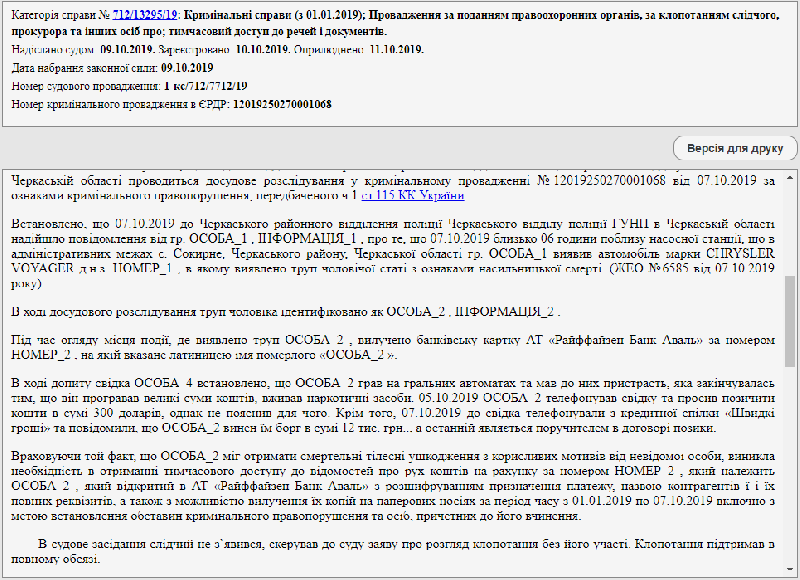 Категорія справи № 712/13295/19: Кримінальні справи (з 01.01.2019); Провадження за поданням правоохоронних органів, за клопотанням слідчого,
прокурора та інших осіб про; тимчасовий доступ до речей і документів.
Надіслано судом: 09.10.2019. Зареєстровано: 10.10.2019. Оприлюднено: 11.10.2019.
Дата набрання законної сили: 09.10.2019
Номер судового провадження: 1-кс/712/7712/19
Номер кримінального провадження в ЄРДР: 12019250270001068
Версія для друку
Черкаській області проводиться досудове розслідування у кримінальному провадженні № 12019250270001068 від 07.10.2019 за
ознаками кримінального правопорушення, передбаченого ч.1 ст.115 КК України
Встановлено, що 07.10.2019 до Черкаського районного відділення поліції Черкаського відділу поліції ГУНП в Черкаській області
надійшло повідомлення від гр. ОСОБА_1 , ІНФОРМАЦІЯ_1 , про те, що 07.10.2019 близько 06 години поблизу насосної станції, що в
адміністративних межах с. Сокирне, Черкаського району, Черкаської області гр. ОСОБА_1 виявив автомобіль марки CHRYSLER
VOYAGER д.н.з. НОМЕР_1 , в якому виявлено труп чоловічої статі з ознаками насильницької смерті. (ЖЕО № 6585 від 07.10.2019
року)
В ході досудового розслідування труп чоловіка ідентифіковано як ОСОБА_2 , ІНФОРМАЦІЯ_2 .
Під час огляду місця події, де виявлено труп ОСОБА_2 , вилучено банківську картку АТ «Райффайзен Банк Аваль» за номером
НОМЕР_2 , на якій вказане латиницею імя померлого «ОСОБА_2 ».
В ході допиту свідка ОСОБА_4 встановлено, що ОСОБА_2 грав на гральних автоматах та мав до них пристрасть, яка закінчувалась
тим, що він програвав великі суми коштів, вживав наркотичні засоби. 05.10.2019 ОСОБА_2 телефонував свідку та просив позичити
кошти в сумі 300 доларів, однак не пояснив для чого. Крім того, 07.10.2019 до свідка телефонували з кредитної спілки «Швидкі
гроші» та повідомили, що ОСОБА_2 винен їм борг в сумі 12 тис. грн... а останній являється поручителем в договорі позики.
Враховуючи той факт, що ОСОБА_2 міг отримати смертельні тілесні ушкодження з корисливих мотивів від невідомої особи, виникла
необхідність в отриманні тимчасового доступу до відомостей про рух коштів на рахунку за номером НОМЕР_2 , який належить
ОСОБА_2 , який відкритий в АТ «Райффайзен Банк Аваль» з розшифруванням призначення платежу, назвою контрагентів ї і їх
повних реквізитів, а також з можливістю вилучення їх копій на паперових носіях за період часу з 01.01.2019 по 07.10.2019 включно з
метою встановлення обставин кримінального правопорушення та осіб, причетних до його вчинення.
В судове засідання слідчий не з`явився, скерував до суду заяву про розгляд клопотання без його участі. Клопотання підтримав в
повному обсязі.